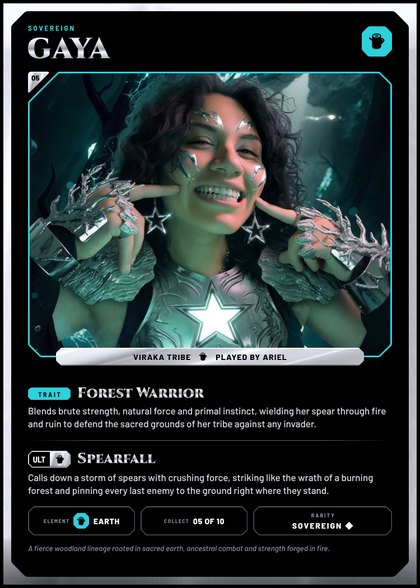 SOVEREIGN
GAYA
05
VIRAKA TRIBE PLAYED BY ARIEL
TRAIT FOREST WARRIOR
Blends brute strength, natural force and primal instinct, wielding her spear through fire
and ruin to defend the sacred grounds of her tribe against any invader.
ULT SPEARFALL
Calls down a storm of spears with crushing force, striking like the wrath of a burning
forest and pinning every last enemy to the ground right where they stand.
ELEMENT EARTH
COLLECT 05 OF 10
RARITY
SOVEREIGN ◆
A fierce woodland lineage rooted in sacred earth, ancestral combat and strength forged in fire.